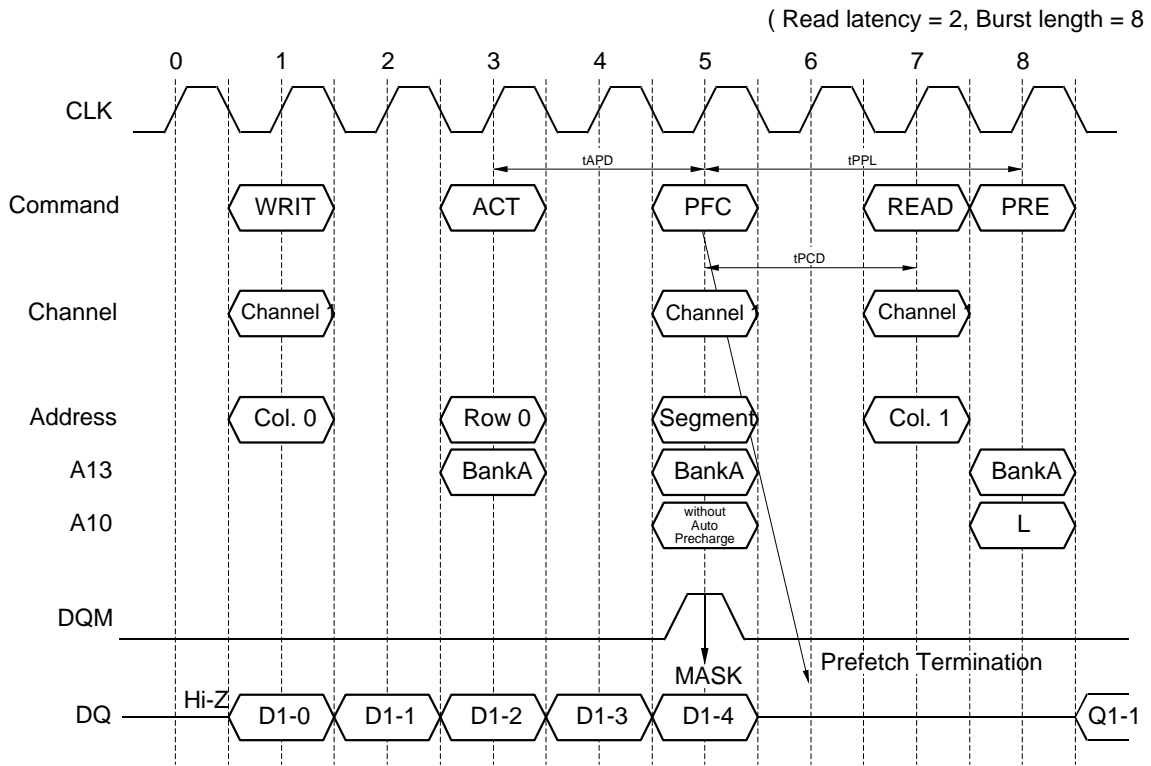 ( Read latency = 2, Burst length = 8
0 1 2 3 4 5 6 7 8
CLK
tAPD tPPL
Command WRIT ACT PFC READ PRE
tPCD
Channel Channel 1 Channel 1 Channel 1
Address Col. 0 Row 0 Segment Col. 1
A13 BankA BankA BankA
A10 without Auto Precharge L
DQM
MASK Prefetch Termination
Hi-Z
DQ D1-0 D1-1 D1-2 D1-3 D1-4 Q1-1